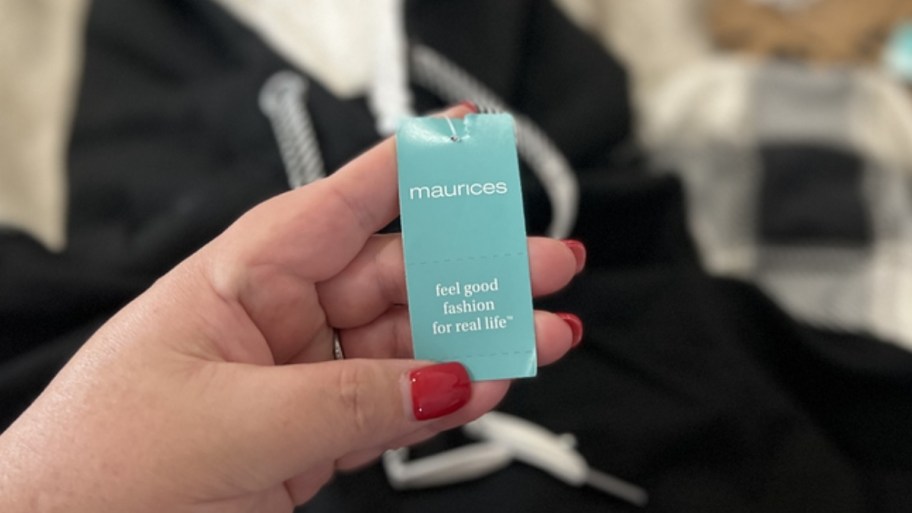 maurices
feel good
fashion
for real life™